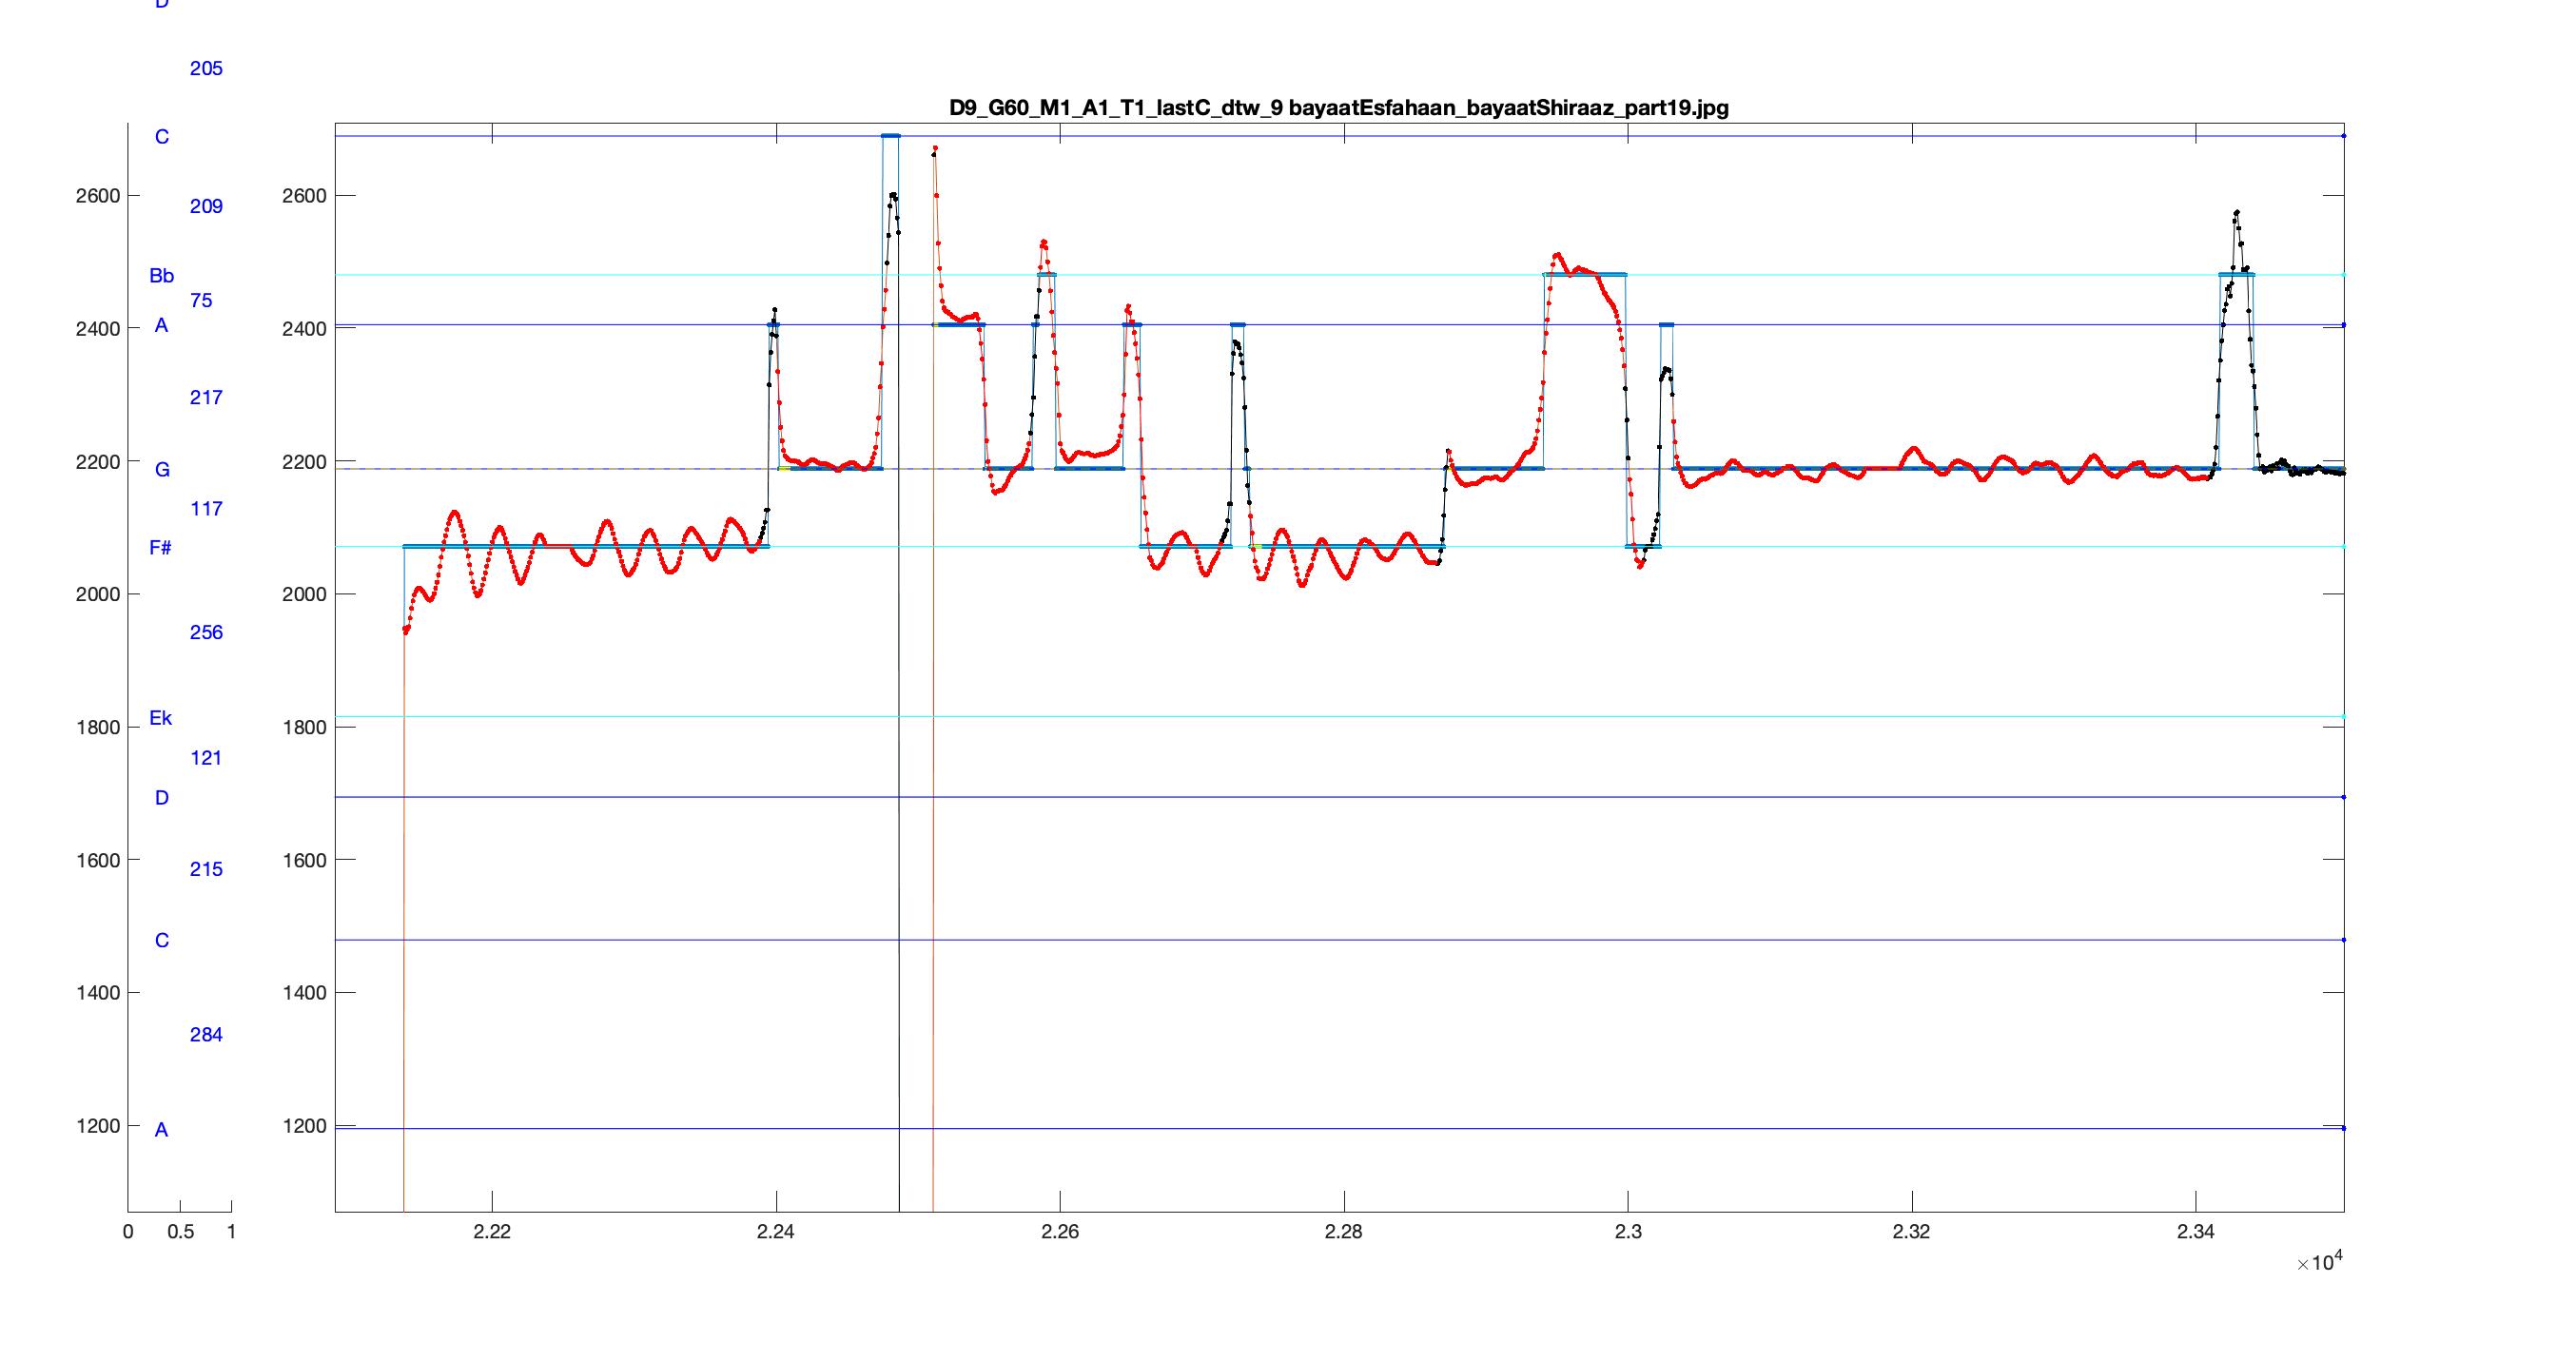 D
205
D9_G60_M1_A1_T1_lastC_dtw_9 bayaatEsfahaan_bayaatShiraaz_part19.jpg
C
2600 2600
209
Bb
75
2400 A 2400
217
2200 G 2200
117
F#
2000 2000
256
1800 Ek 1800
121
D
1600 1600
215
C
1400 1400
284
1200 A 1200
0 0.5 1 2.22 2.24 2.26 2.28 2.3 2.32 2.34
×10^4